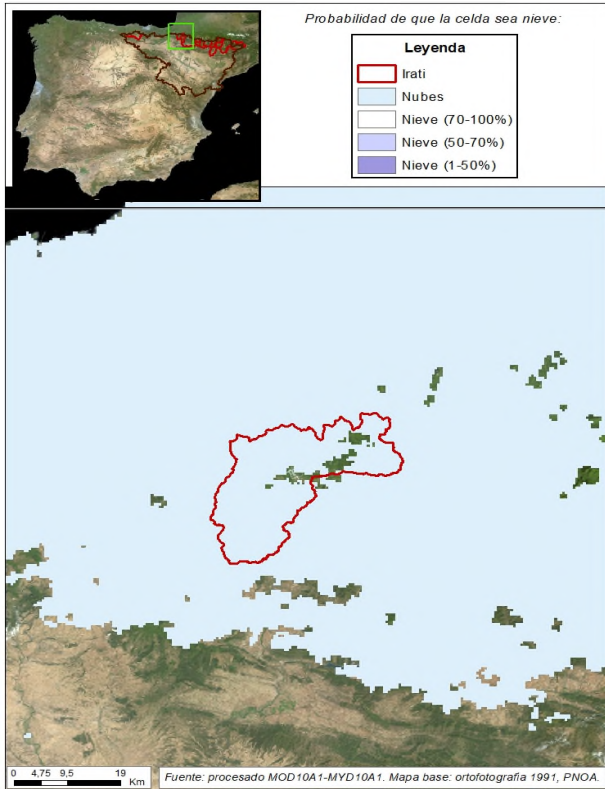 Probabilidad de que la celda sea nieve:
Leyenda
Irati
Nubes
Nieve (70-100%)
Nieve (50-70%)
Nieve (1-50%)
0 4,75 9,5 19
Km
Fuente: procesado MOD10A1-MYD10A1. Mapa base: ortofotografia 1991, PNOA.